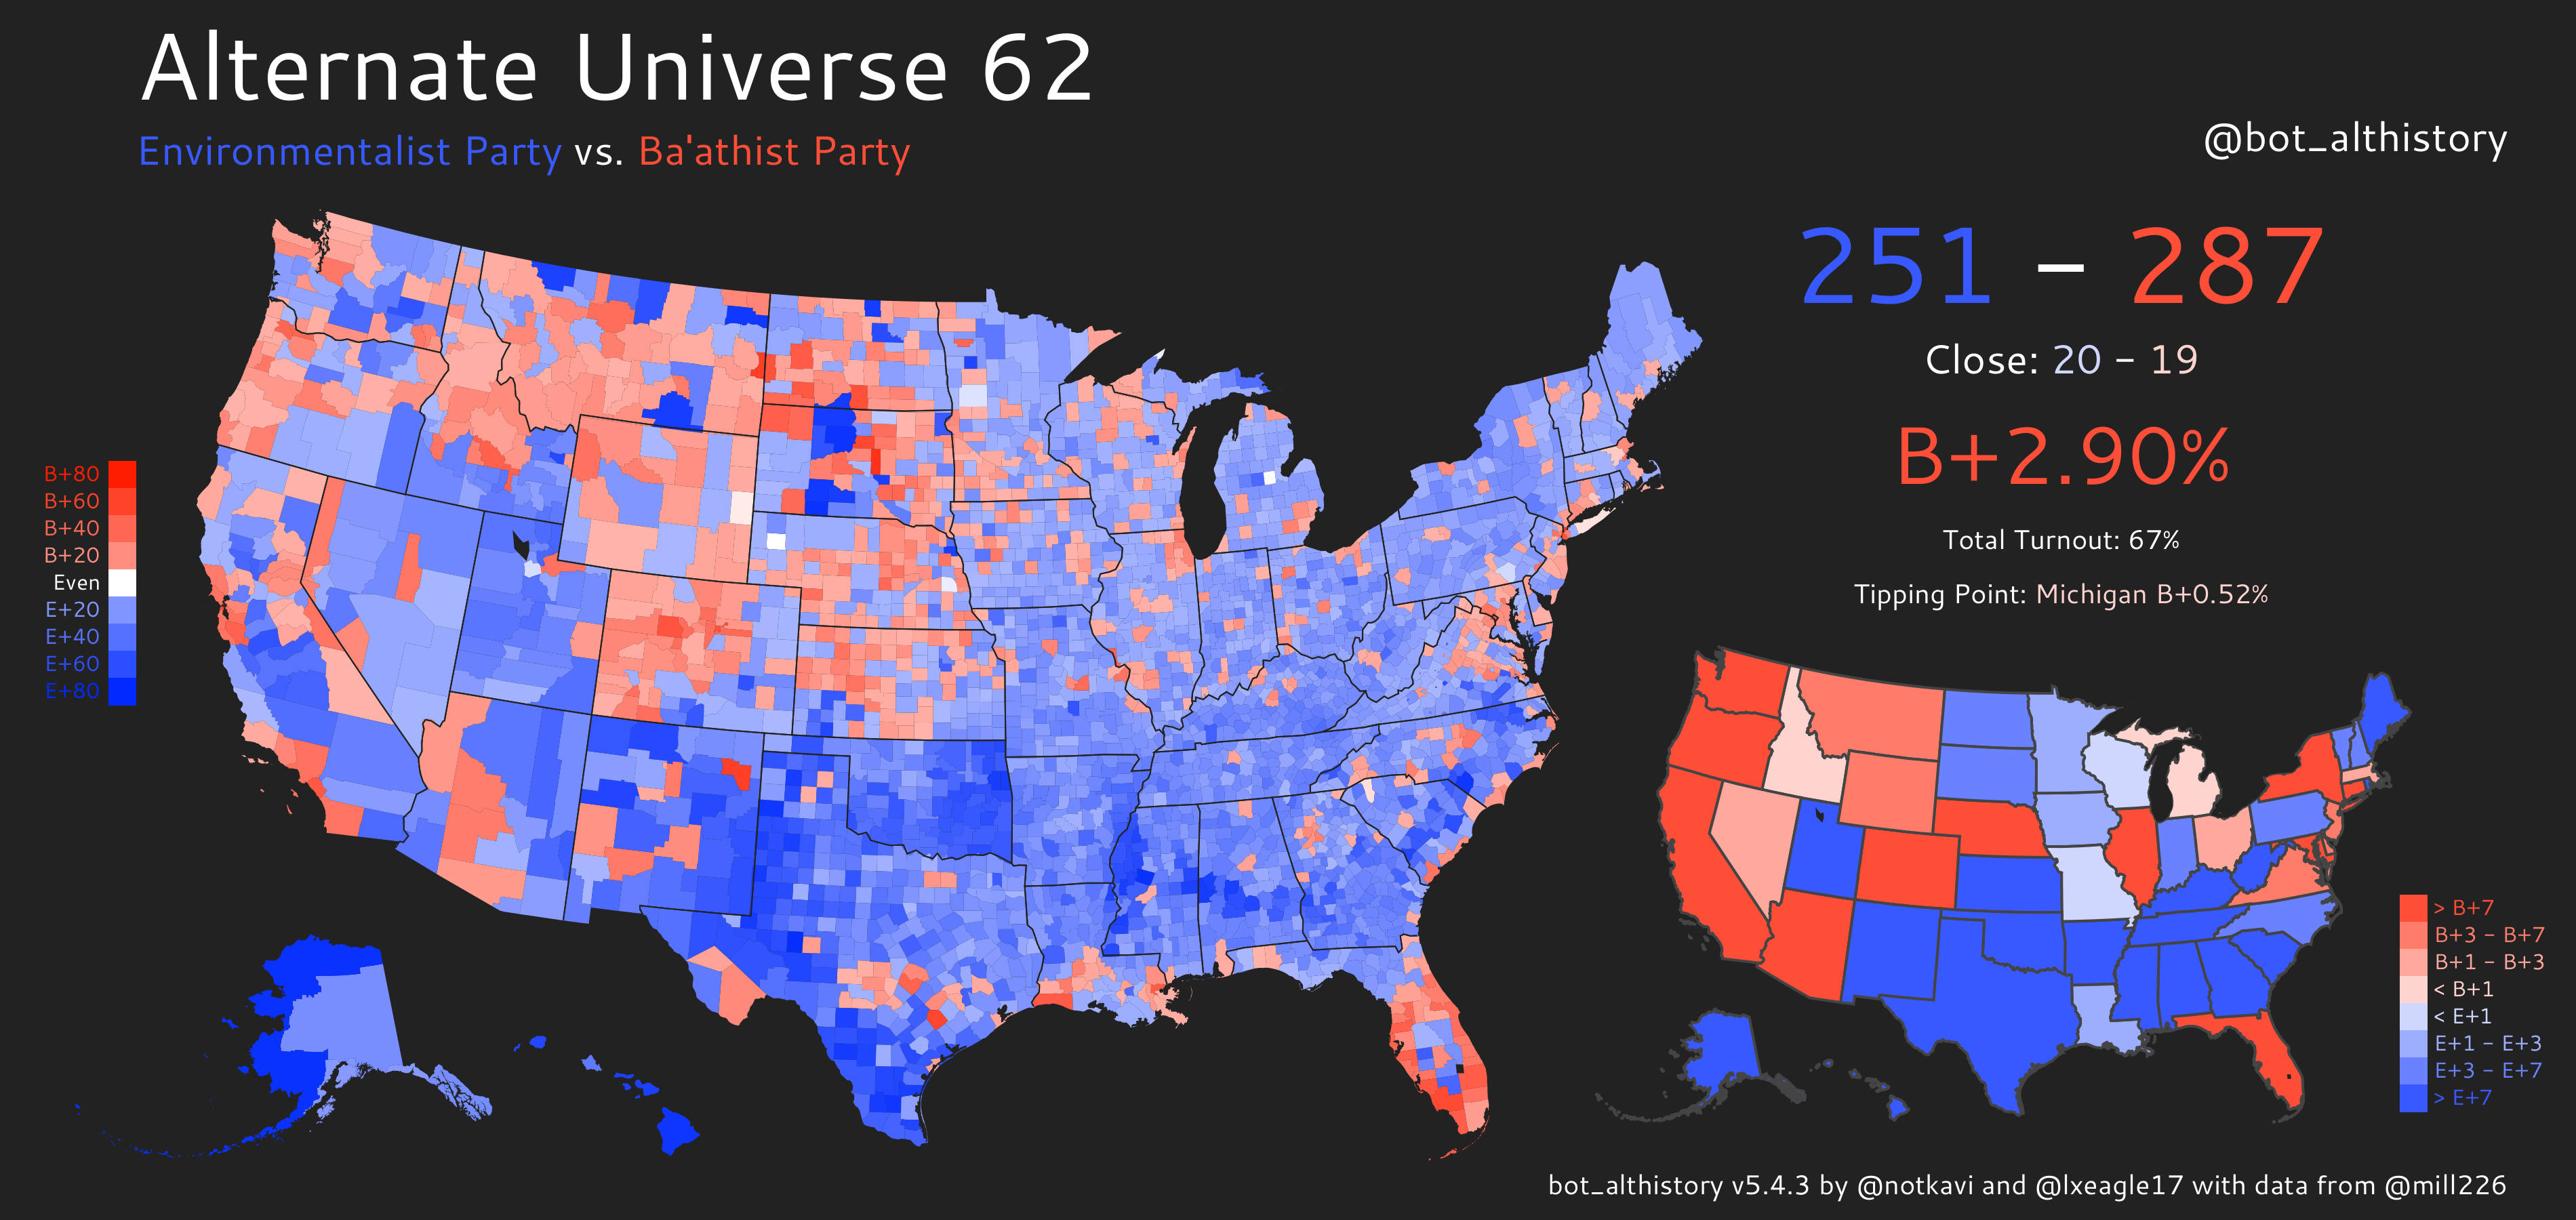 Alternate Universe 62
Environmentalist Party vs. Ba'athist Party
@bot_althistory
251 – 287
Close: 20 – 19
B+2.90%
Total Turnout: 67%
Tipping Point: Michigan B+0.52%
B+80
B+60
B+40
B+20
Even
E+20
E+40
E+60
E+80
> B+7
B+3 – B+7
B+1 – B+3
< B+1
< E+1
E+1 – E+3
E+3 – E+7
> E+7
bot_althistory v5.4.3 by @notkavi and @lxeagle17 with data from @mill226